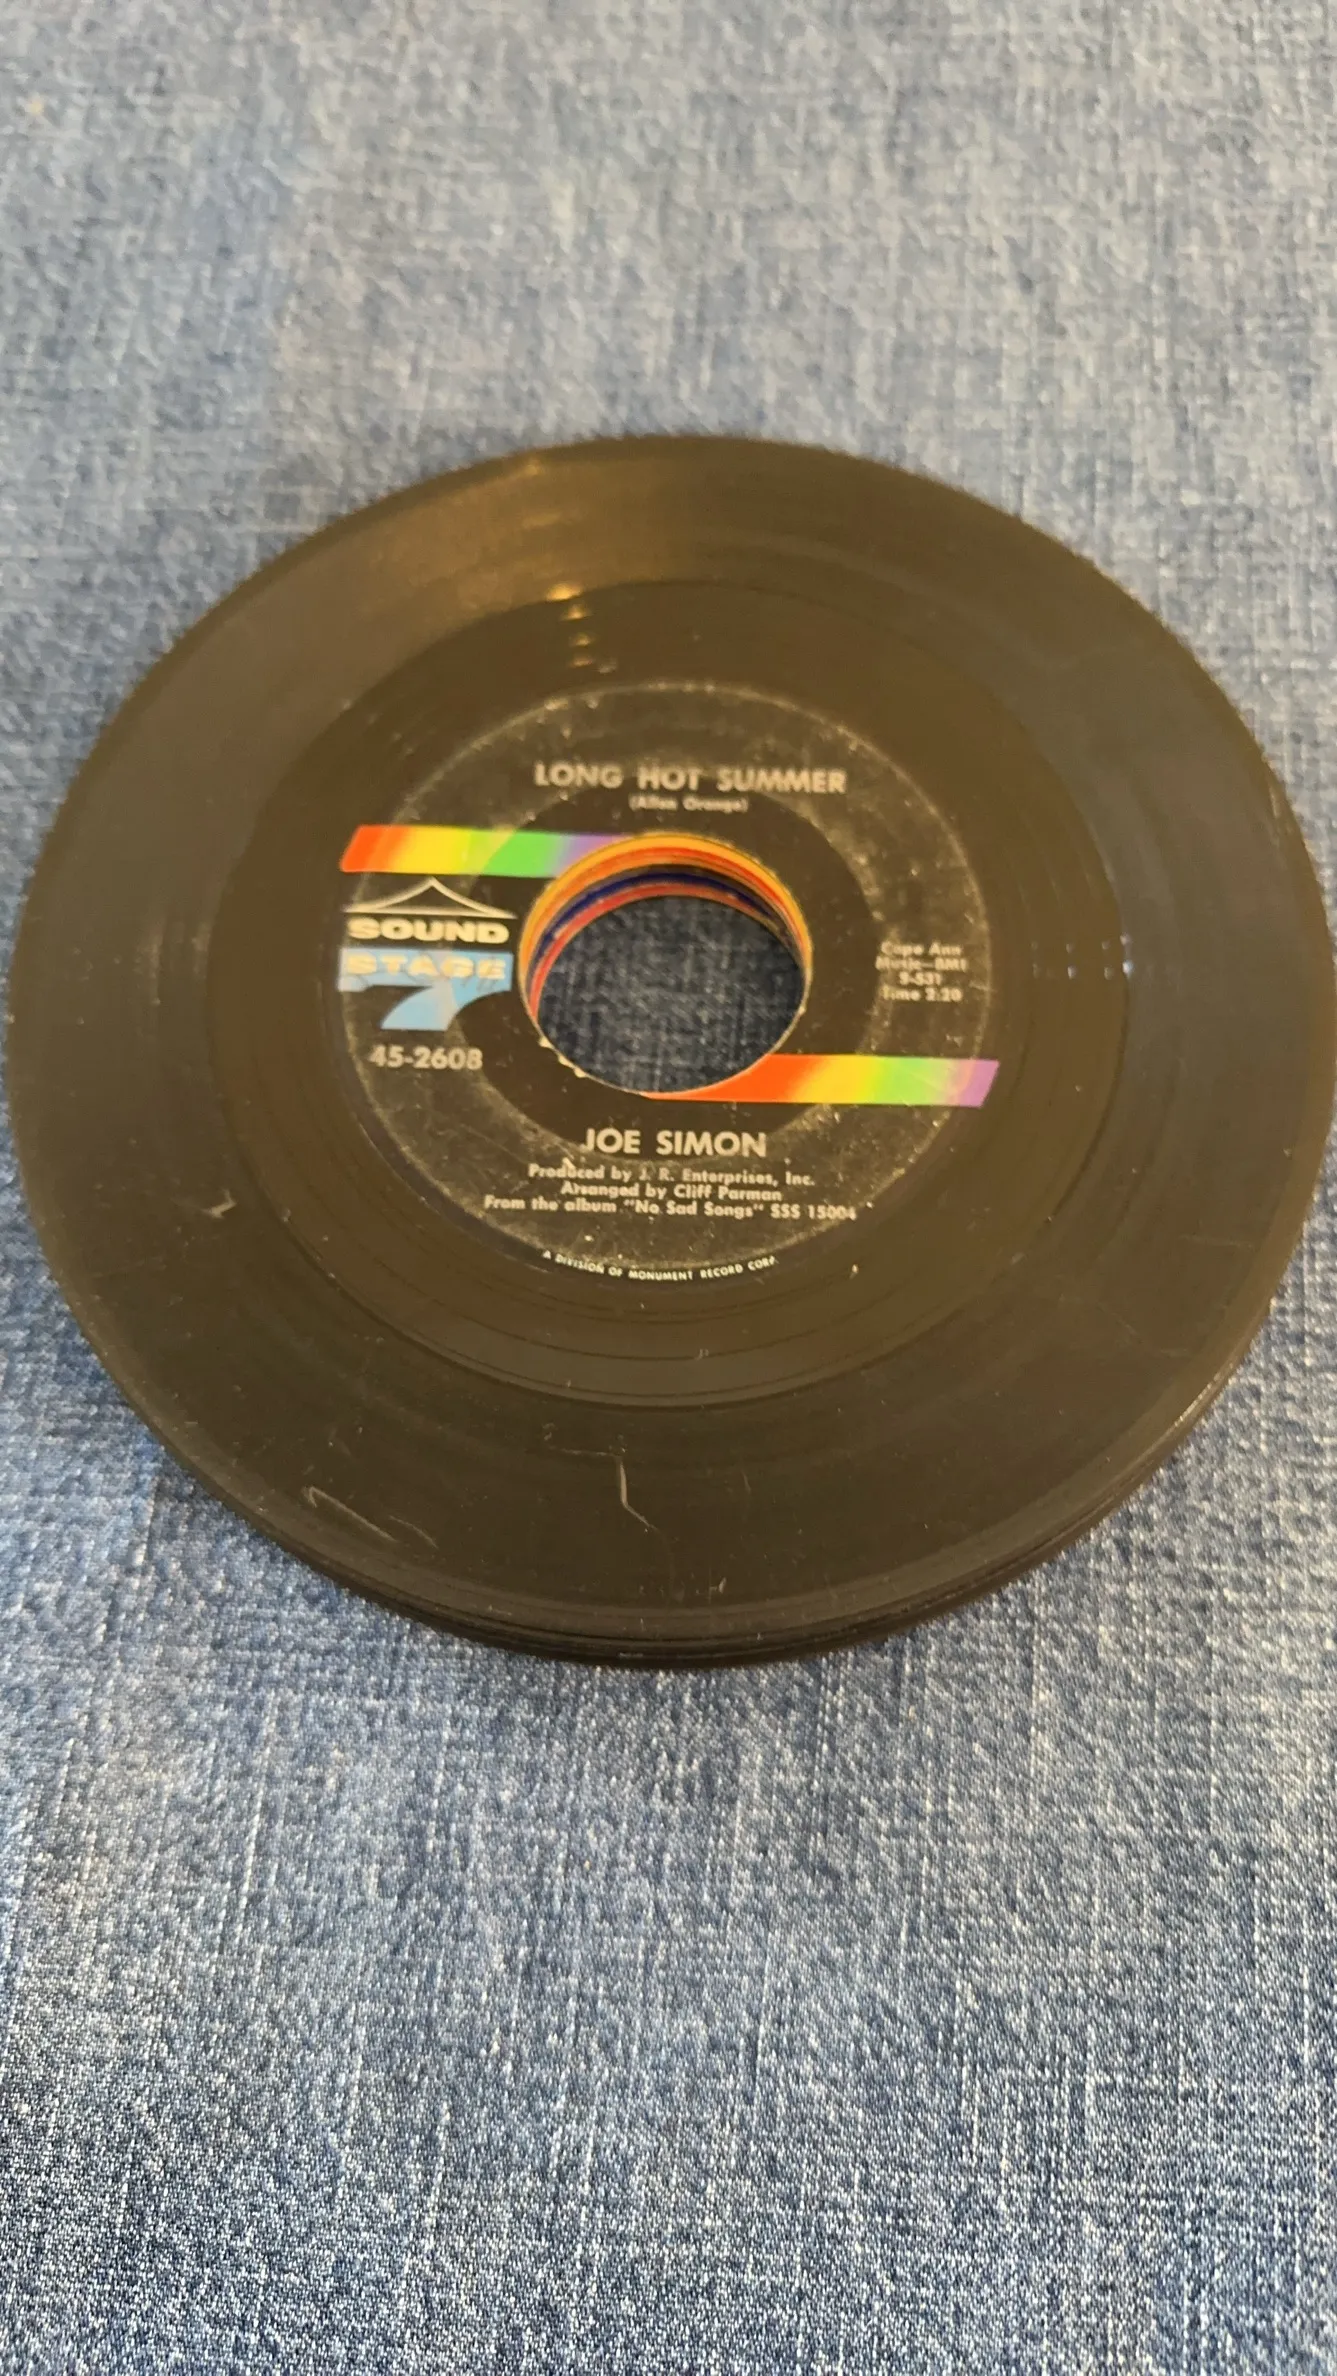 LONG HOT SUMMER
(Allen Orange)
SOUND
STAGE
7
45-2608
Cape Ann
Music—BMI
S-531
Time 2:20
JOE SIMON
Produced by J. R. Enterprises, Inc.
Arranged by Cliff Parman
From the album "No Sad Songs" SSS 15004
A DIVISION OF MONUMENT RECORD CORP.